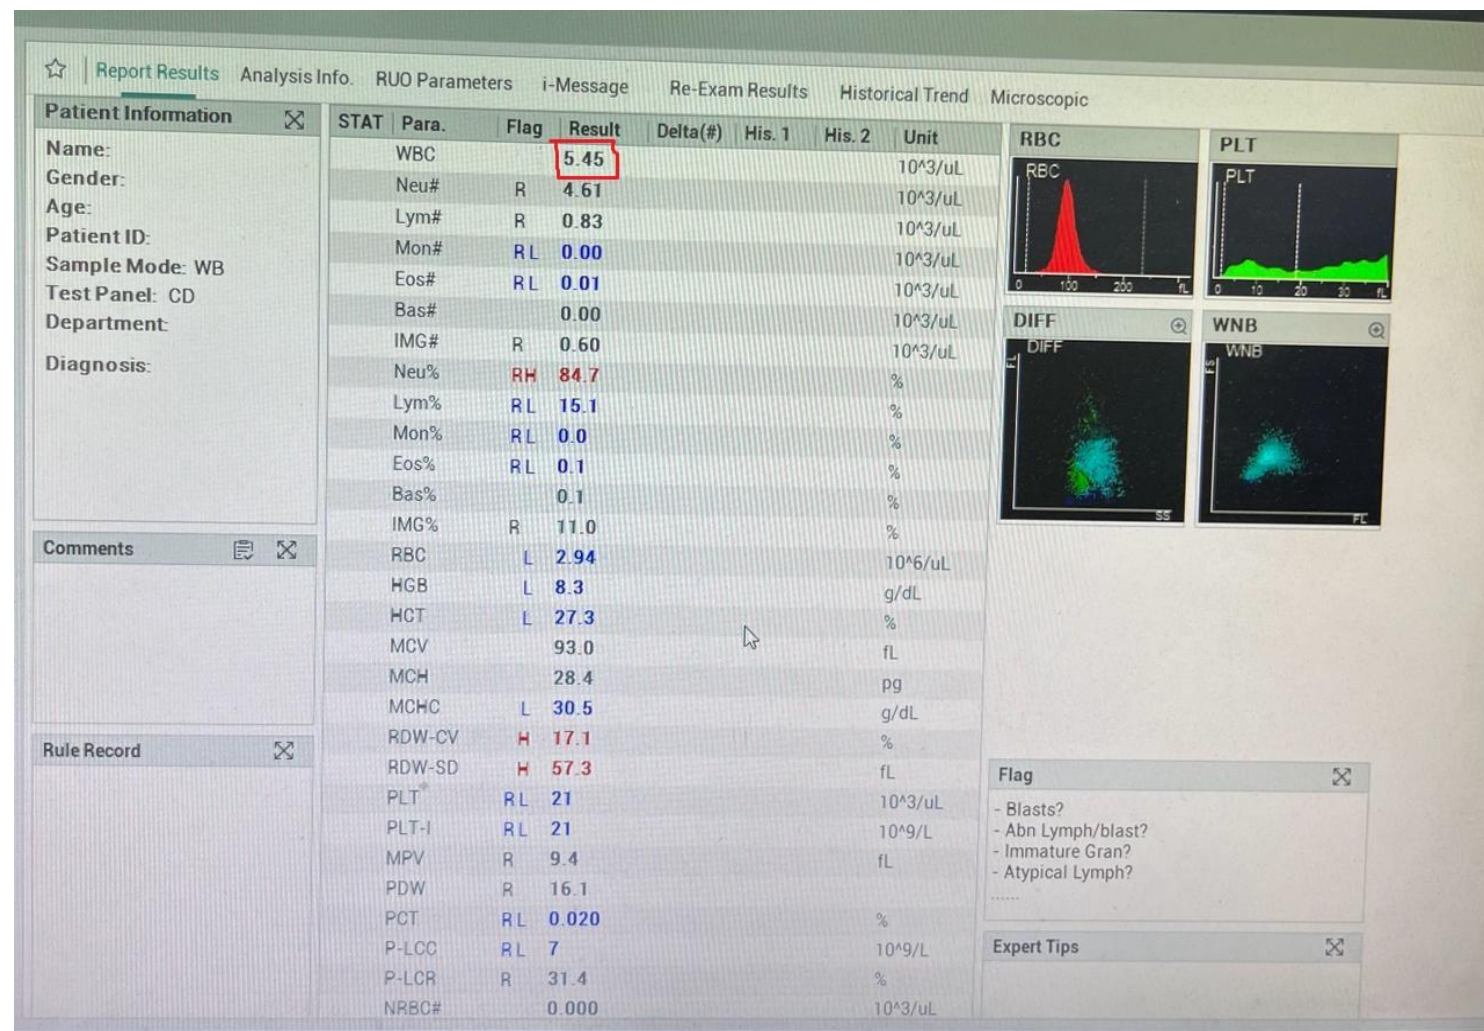 Report Results Analysis Info. RUO Parameters i-Message Re-Exam Results Historical Trend Microscopic
Patient Information
Name:
Gender:
Age:
Patient ID:
Sample Mode: WB
Test Panel: CD
Department:
Diagnosis:
Comments
Rule Record
STAT Para. Flag Result Delta(#) His. 1 His. 2 Unit
WBC 5.45 10^3/uL
Neu# R 4.61 10^3/uL
Lym# R 0.83 10^3/uL
Mon# RL 0.00 10^3/uL
Eos# RL 0.01 10^3/uL
Bas# 0.00 10^3/uL
IMG# R 0.60 10^3/uL
Neu% RH 84.7 %
Lym% RL 15.1 %
Mon% RL 0.0 %
Eos% RL 0.1 %
Bas% 0.1 %
IMG% R 11.0 %
RBC L 2.94 10^6/uL
HGB L 8.3 g/dL
HCT L 27.3 %
MCV 93.0 fL
MCH 28.4 pg
MCHC L 30.5 g/dL
RDW-CV H 17.1 %
RDW-SD H 57.3 fL
PLT* RL 21 10^3/uL
PLT-I RL 21 10^9/L
MPV R 9.4 fL
PDW R 16.1
PCT RL 0.020 %
P-LCC RL 7 10^9/L
P-LCR R 31.4 %
NRBC# 0.000 10^3/uL
RBC
RBC
0 100 200 fL
PLT
PLT
0 10 20 30 fL
DIFF
DIFF
FL
SS
WNB
WNB
FS
FL
Flag
- Blasts?
- Abn Lymph/blast?
- Immature Gran?
- Atypical Lymph?
......
Expert Tips